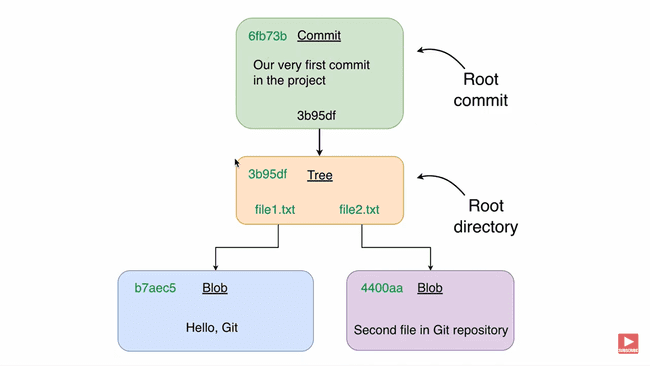 6fb73b Commit
Our very first commit
in the project
3b95df
Root
commit
3b95df Tree
file1.txt file2.txt
Root
directory
b7aec5 Blob
Hello, Git
4400aa Blob
Second file in Git repository
SUBSCRIBE